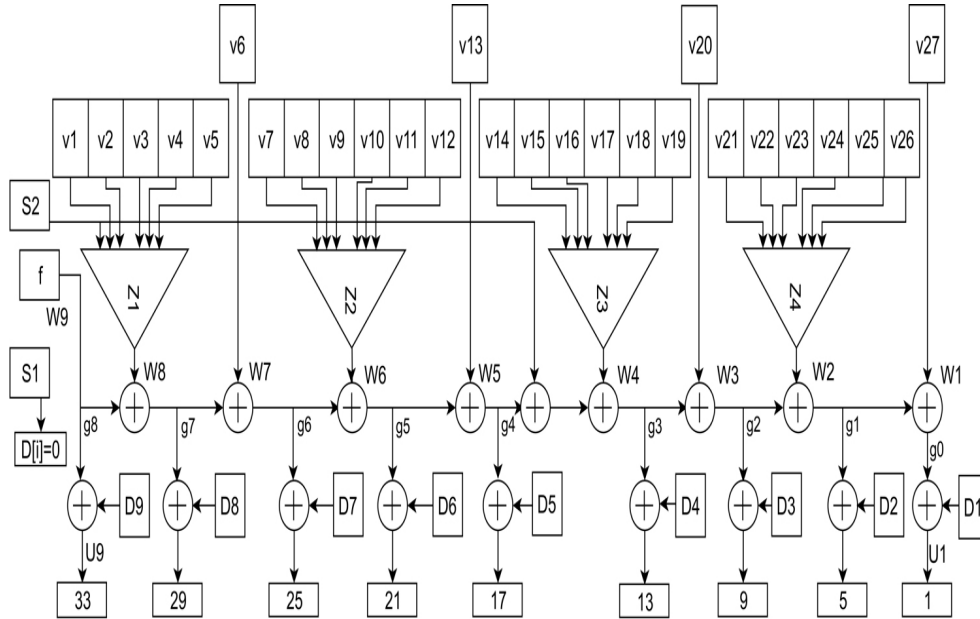 v6 v13 v20 v27
v1 v2 v3 v4 v5 v7 v8 v9 v10 v11 v12 v14 v15 v16 v17 v18 v19 v21 v22 v23 v24 v25 v26
S2
f
Z1 Z2 Z3 Z4
W9
S1 W8 W7 W6 W5 W4 W3 W2 W1
g8 g7 g6 g5 g4 g3 g2 g1 g0
D[i]=0
D9 D8 D7 D6 D5 D4 D3 D2 D1
U9 U1
33 29 25 21 17 13 9 5 1